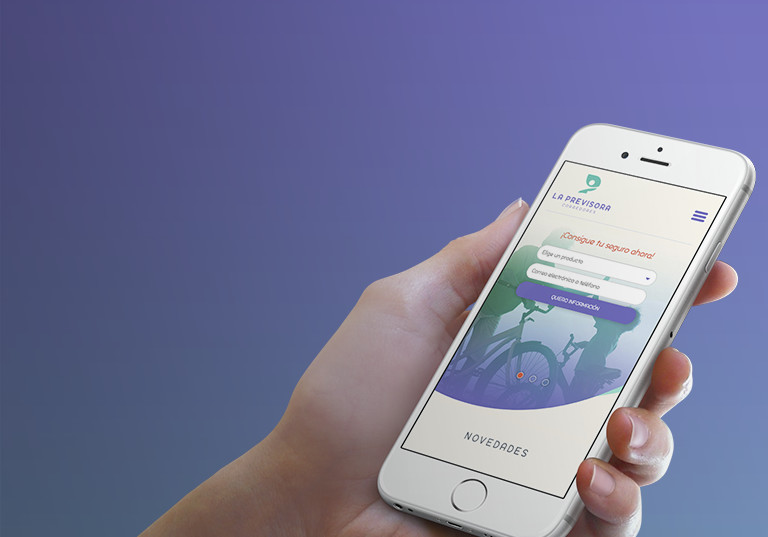 LA PREVISORA
CORREDORES
¡Consigue tu seguro ahora!
Elige un producto
Correo electrónico o teléfono
QUIERO INFORMACIÓN
NOVEDADES